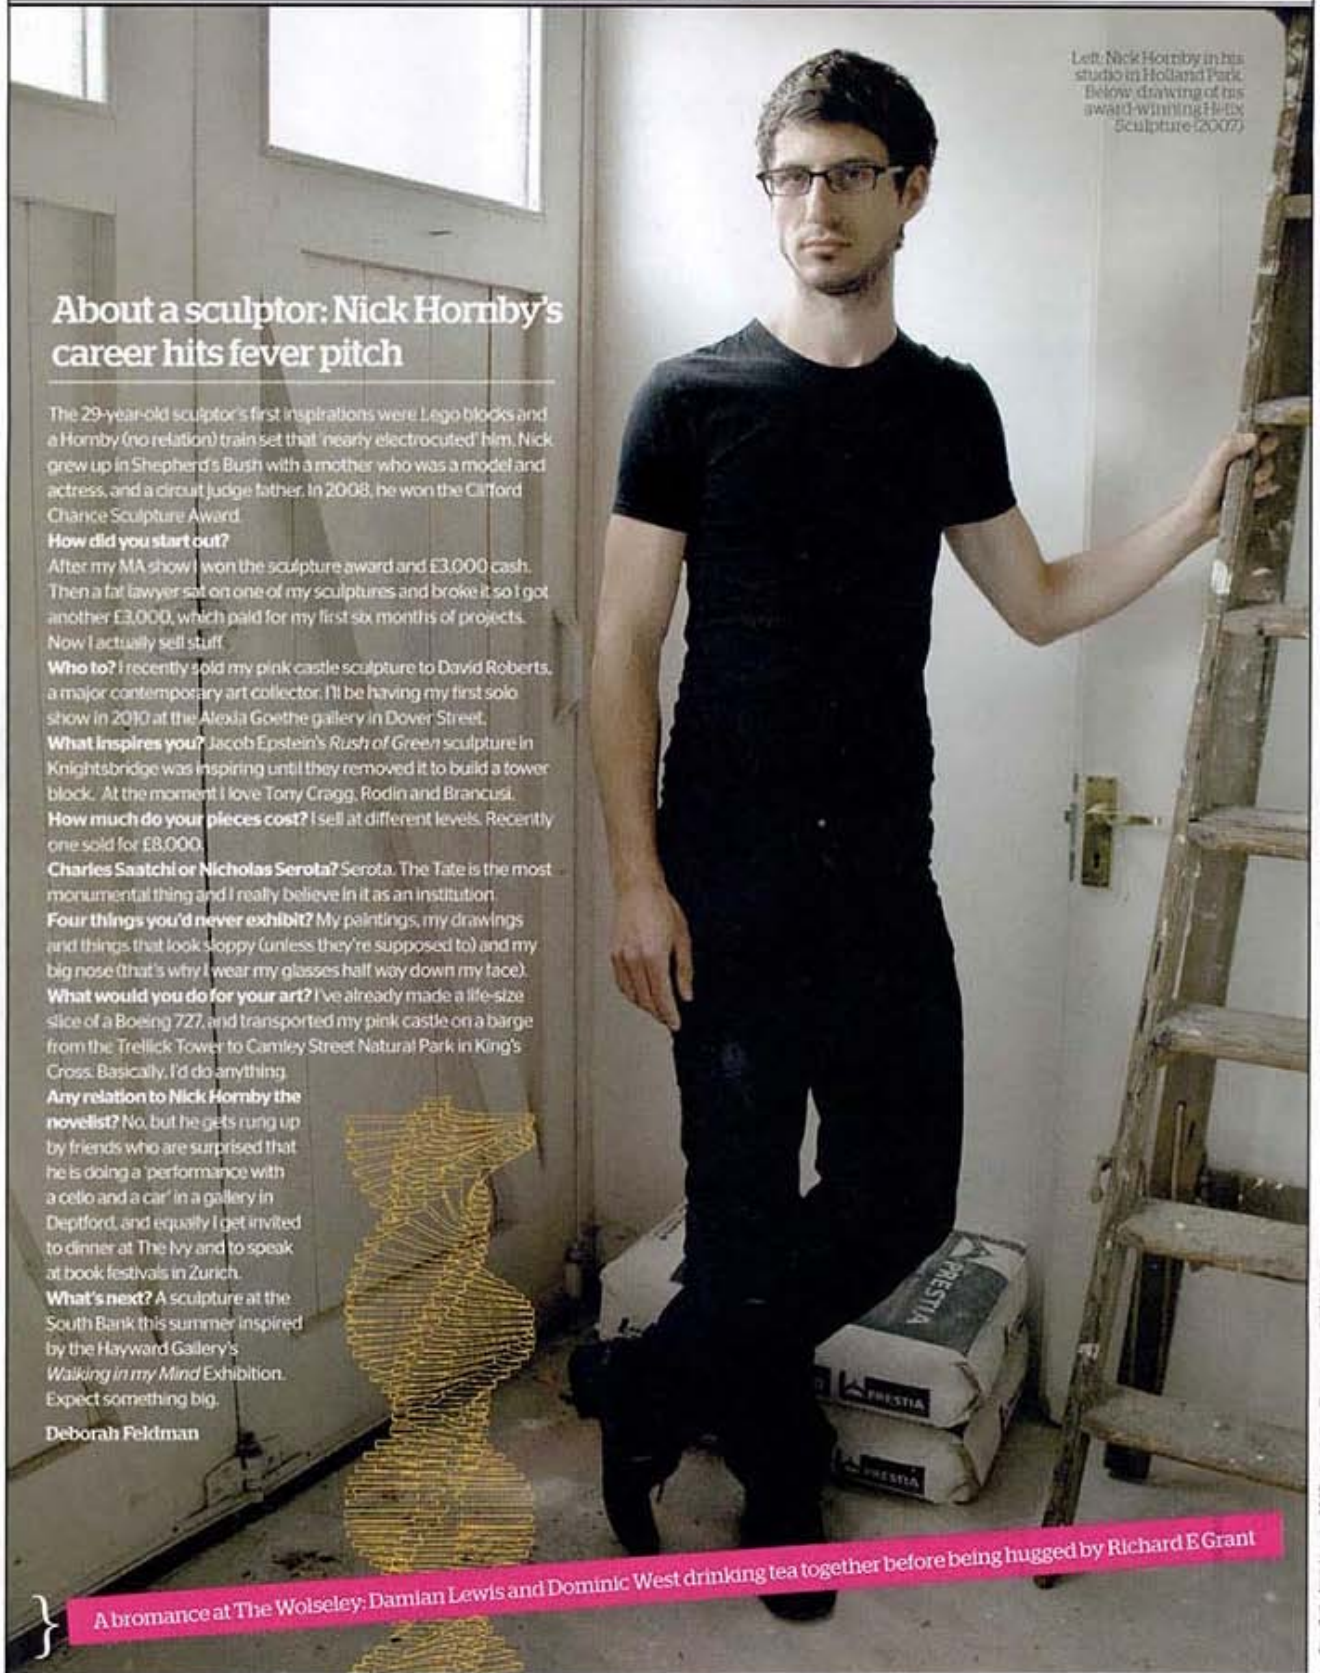 Left: Nick Hornby in his
studio in Holland Park.
Below: drawing of his
award-winning Helix
Sculpture (2007)
About a sculptor: Nick Hornby's
career hits fever pitch
The 29-year-old sculptor's first inspirations were Lego blocks and
a Hornby (no relation) train set that 'nearly electrocuted' him. Nick
grew up in Shepherd's Bush with a mother who was a model and
actress, and a circuit judge father. In 2008, he won the Clifford
Chance Sculpture Award.
How did you start out?
After my MA show I won the sculpture award and £3,000 cash.
Then a fat lawyer sat on one of my sculptures and broke it so I got
another £3,000, which paid for my first six months of projects.
Now I actually sell stuff.
Who to? I recently sold my pink castle sculpture to David Roberts,
a major contemporary art collector. I'll be having my first solo
show in 2010 at the Alexia Goethe gallery in Dover Street.
What inspires you? Jacob Epstein's Rush of Green sculpture in
Knightsbridge was inspiring until they removed it to build a tower
block. At the moment I love Tony Cragg, Rodin and Brancusi.
How much do your pieces cost? I sell at different levels. Recently
one sold for £8,000.
Charles Saatchi or Nicholas Serota? Serota. The Tate is the most
monumental thing and I really believe in it as an institution.
Four things you'd never exhibit? My paintings, my drawings
and things that look sloppy (unless they're supposed to) and my
big nose (that's why I wear my glasses half way down my face).
What would you do for your art? I've already made a life-size
slice of a Boeing 727, and transported my pink castle on a barge
from the Trellick Tower to Camley Street Natural Park in King's
Cross. Basically, I'd do anything.
Any relation to Nick Hornby the
novelist? No, but he gets rung up
by friends who are surprised that
he is doing a 'performance with
a cello and a car' in a gallery in
Deptford, and equally I get invited
to dinner at The Ivy and to speak
at book festivals in Zurich.
What's next? A sculpture at the
South Bank this summer inspired
by the Hayward Gallery's
Walking in my Mind Exhibition.
Expect something big.
Deborah Feldman
PRESTIA
PRESTIA
PRESTIA
} A bromance at The Wolseley: Damian Lewis and Dominic West drinking tea together before being hugged by Richard E Grant